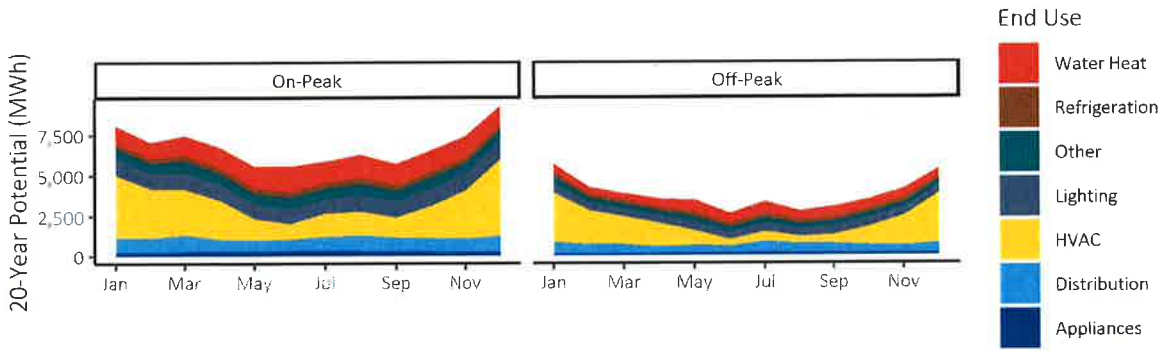 20-Year Potential (MWh)
On-Peak
Off-Peak
7,500
5,000
2,500
0
Jan Mar May Jul Sep Nov
Jan Mar May Jul Sep Nov
End Use
Water Heat
Refrigeration
Other
Lighting
HVAC
Distribution
Appliances